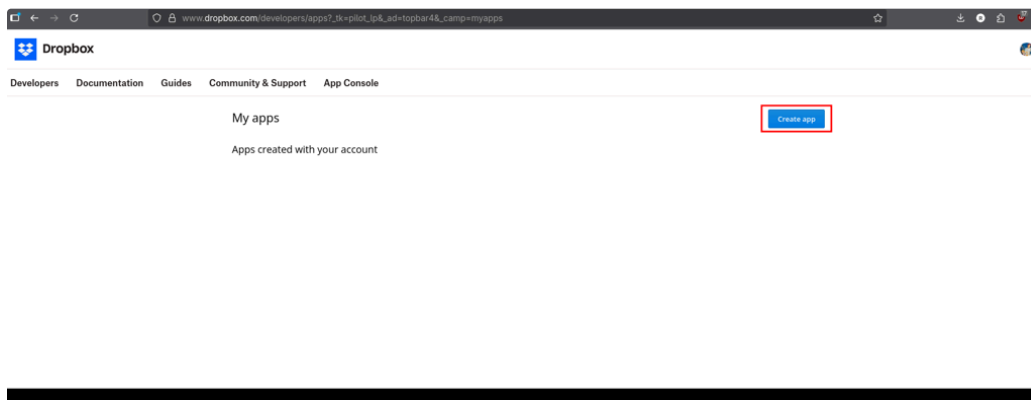 www.dropbox.com/developers/apps?_tk=pilot_lp&_ad=topbar4&_camp=myapps
Dropbox
Developers Documentation Guides Community & Support App Console
My apps
Create app
Apps created with your account